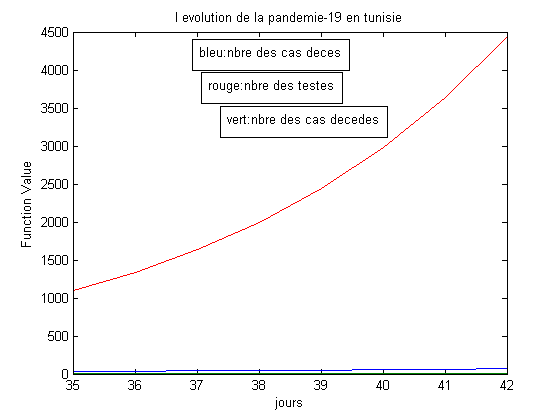 l evolution de la pandemie-19 en tunisie
bleu:nbre des cas deces
rouge:nbre des testes
vert:nbre des cas decedes
Function Value
4500
4000
3500
3000
2500
2000
1500
1000
500
0
35 36 37 38 39 40 41 42
jours